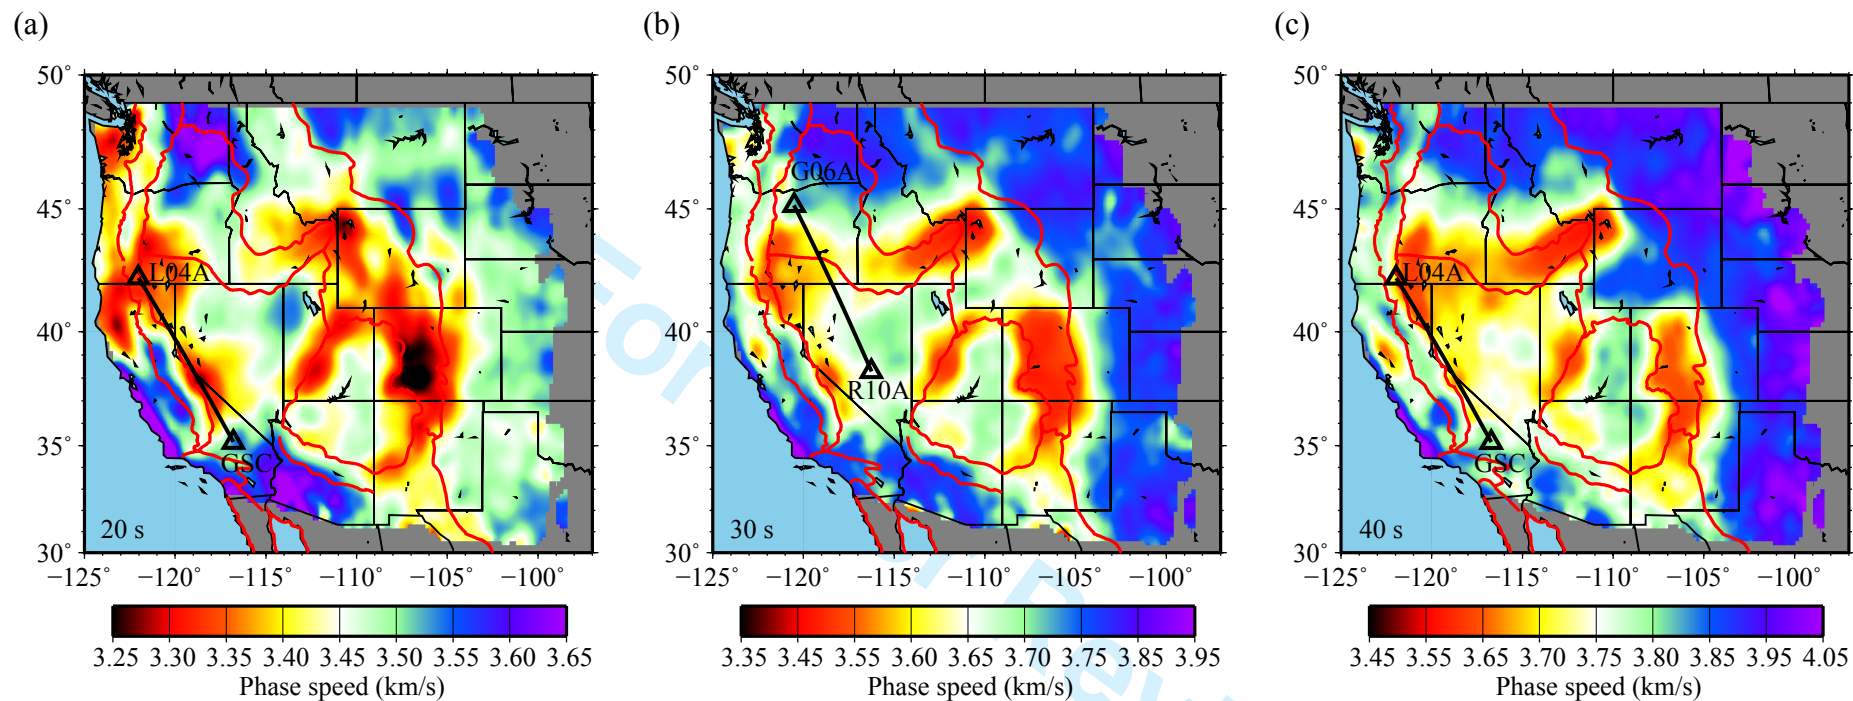 (a) (b) (c)
50° 50° 50°
G06A
45° 45° 45°
L04A L04A
40° 40° 40°
R10A
35° 35° 35°
GSC GSC
20 s 30 s 40 s
30° 30° 30°
−125° −120° −115° −110° −105° −100° −125° −120° −115° −110° −105° −100° −125° −120° −115° −110° −105° −100°
3.25 3.30 3.35 3.40 3.45 3.50 3.55 3.60 3.65 3.35 3.45 3.55 3.60 3.65 3.70 3.75 3.85 3.95 3.45 3.55 3.65 3.70 3.75 3.80 3.85 3.95 4.05
Phase speed (km/s) Phase speed (km/s) Phase speed (km/s)
For